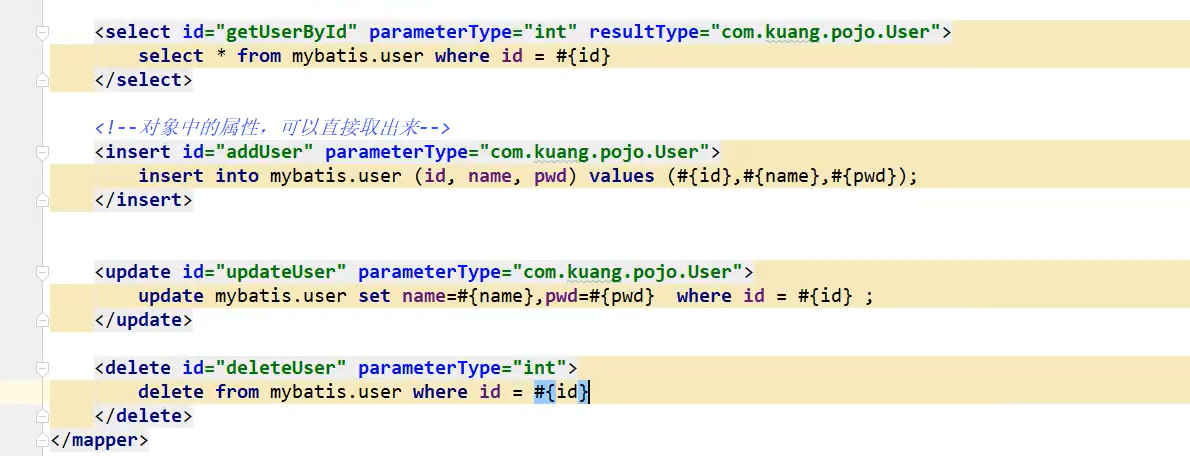 <select id="getUserById" parameterType="int" resultType="com.kuang.pojo.User">
select * from mybatis.user where id = #{id}
</select>
<!--对象中的属性，可以直接取出来-->
<insert id="addUser" parameterType="com.kuang.pojo.User">
insert into mybatis.user (id, name, pwd) values (#{id},#{name},#{pwd});
</insert>
<update id="updateUser" parameterType="com.kuang.pojo.User">
update mybatis.user set name=#{name},pwd=#{pwd}  where id = #{id} ;
</update>
<delete id="deleteUser" parameterType="int">
delete from mybatis.user where id = #{id}
</delete>
</mapper>